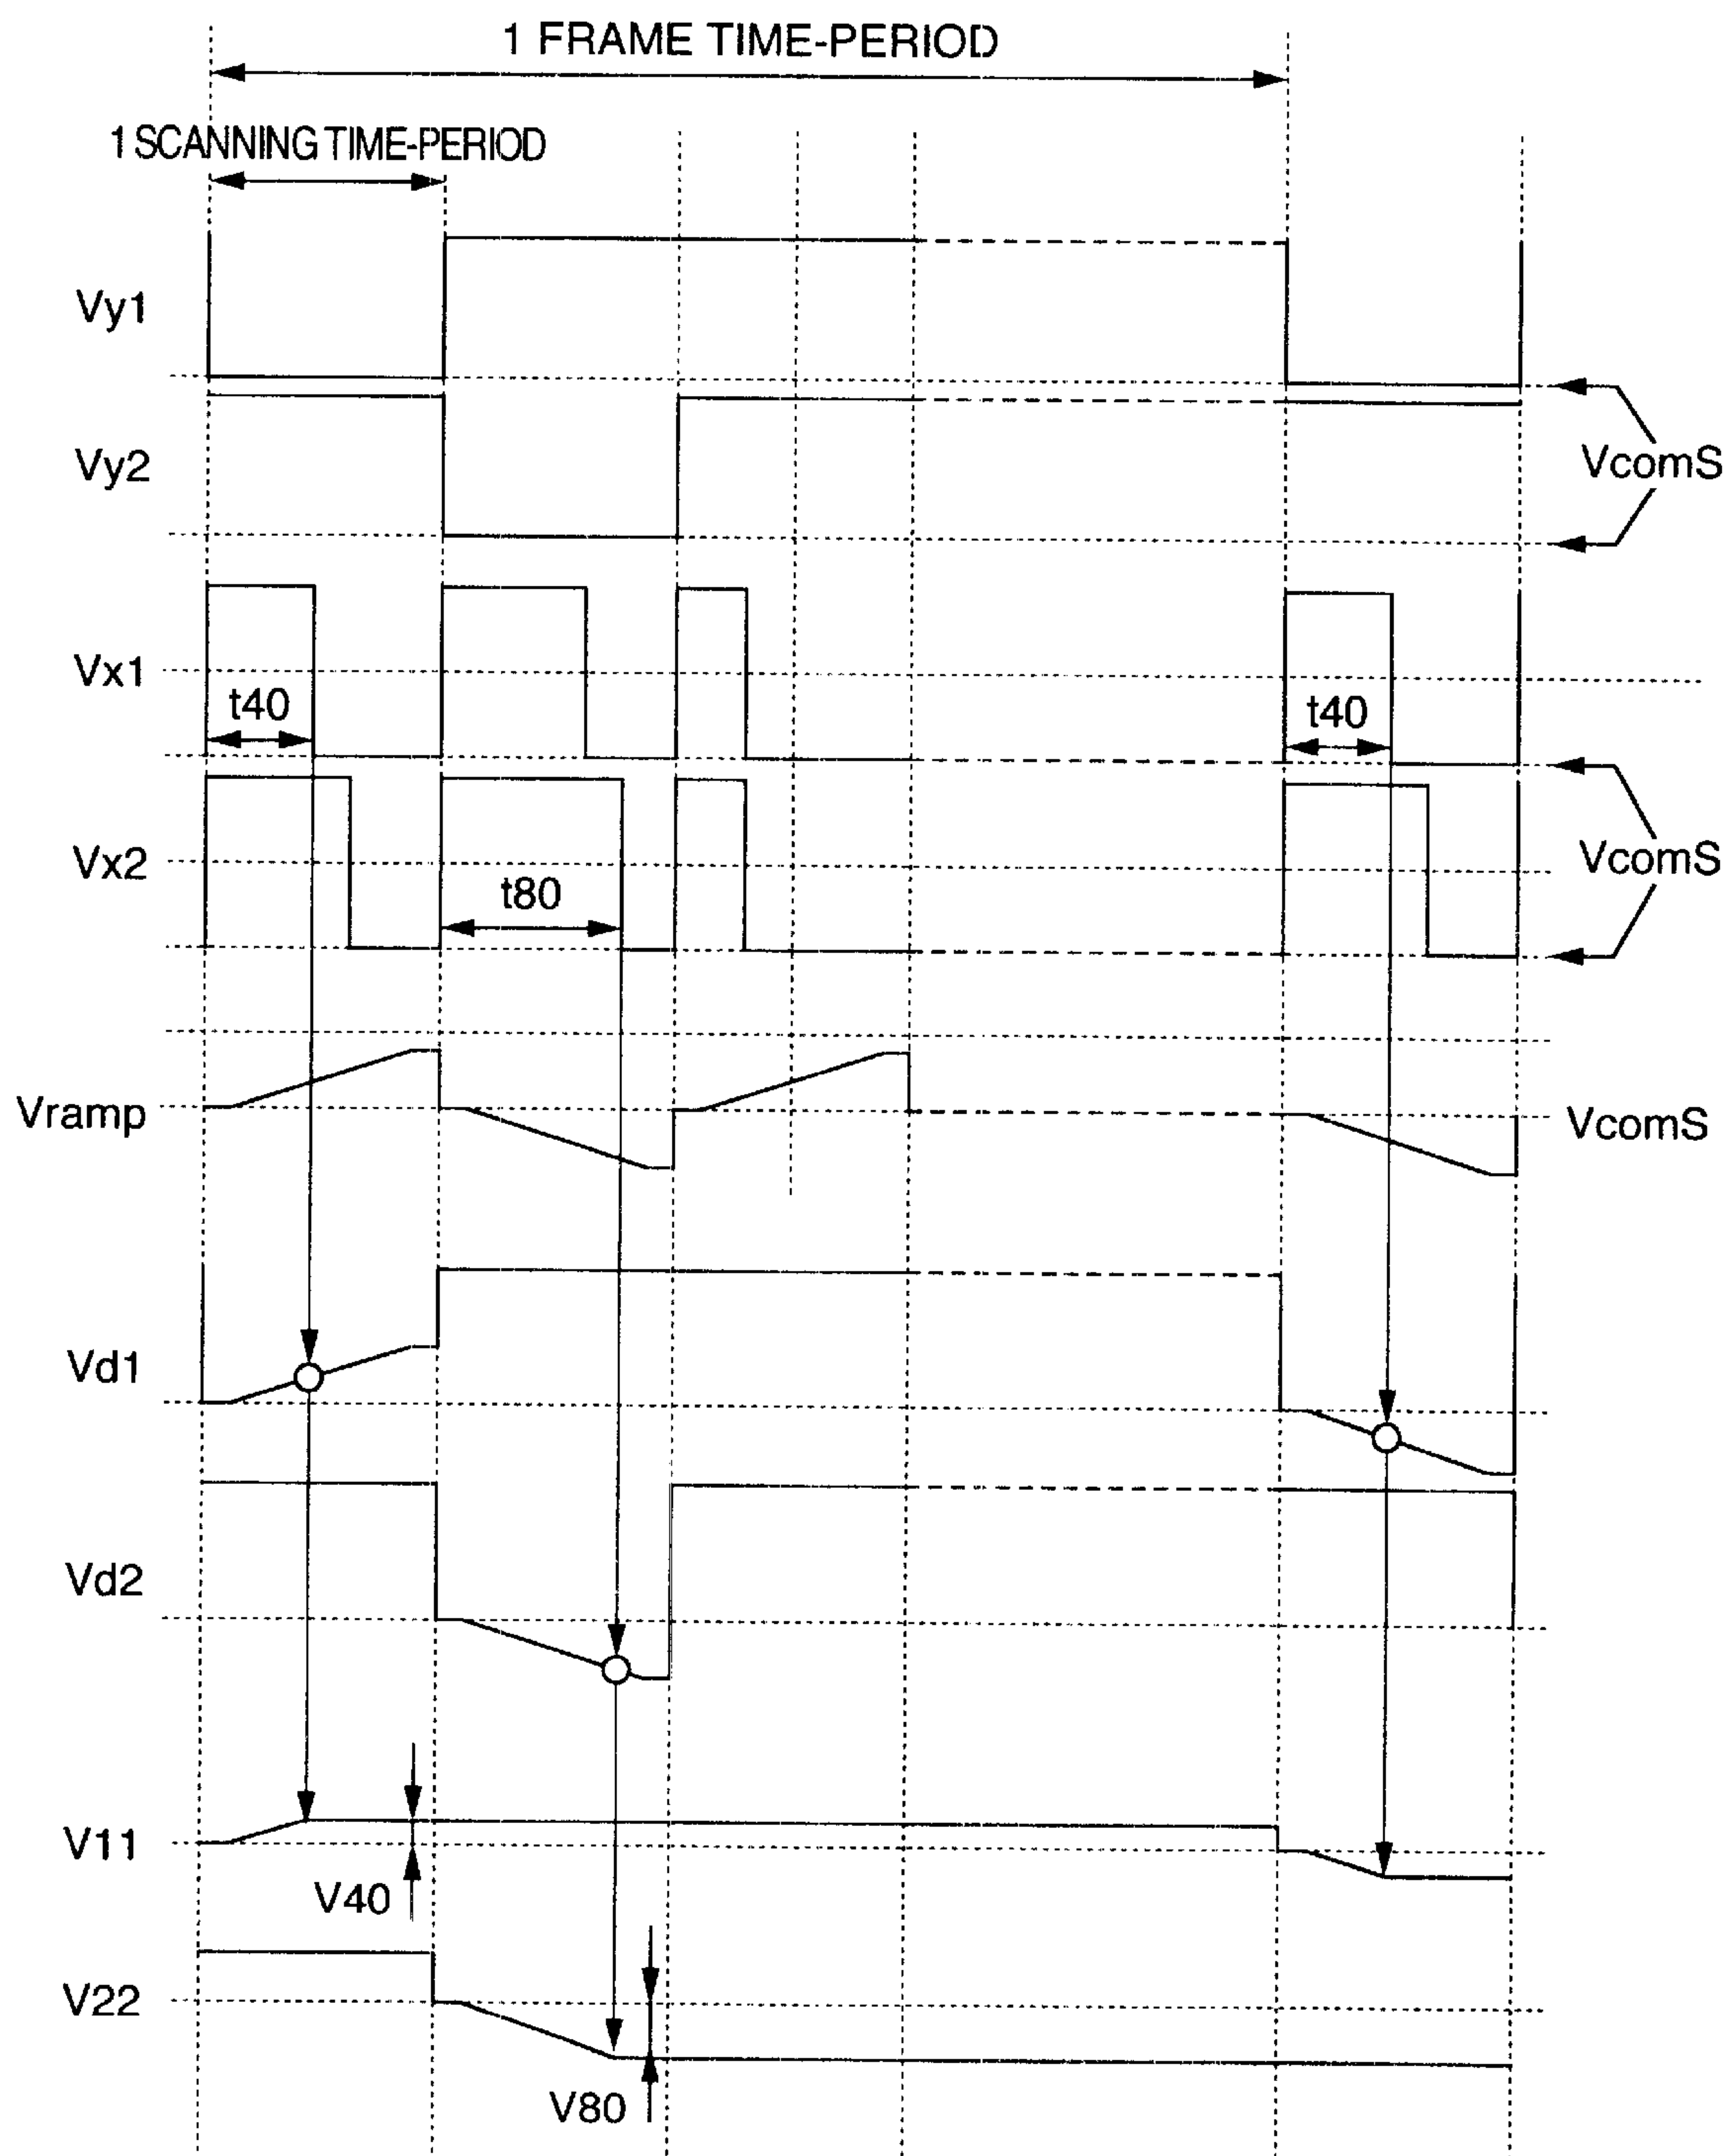 1 FRAME TIME-PERIOD
1 SCANNING TIME-PERIOD
Vy1
Vy2
VcomS
Vx1
t40
t40
Vx2
t80
VcomS
Vramp
VcomS
Vd1
Vd2
V11
V40
V22
V80